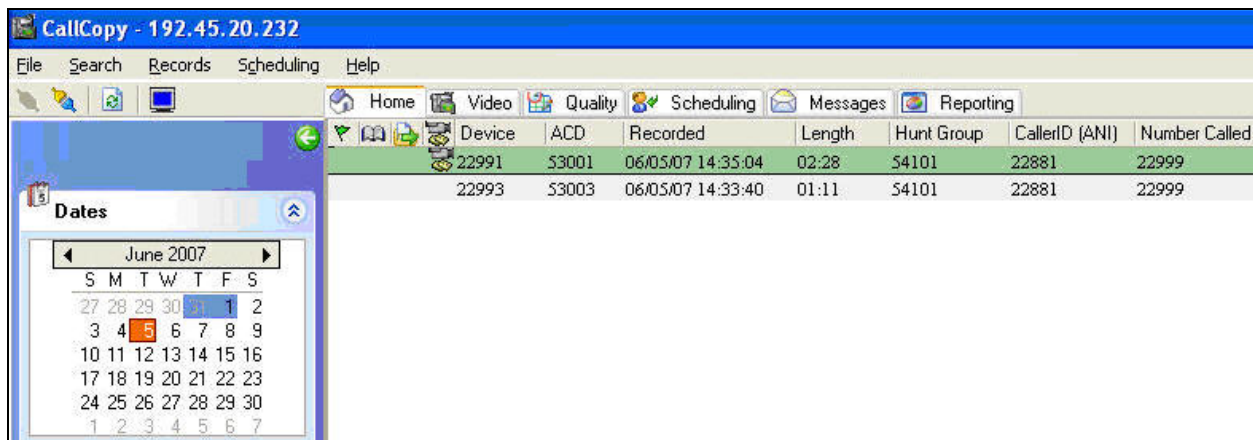 CallCopy - 192.45.20.232
File Search Records Scheduling Help
Home Video Quality Scheduling Messages Reporting
Device ACD Recorded Length Hunt Group CallerID (ANI) Number Called
22991 53001 06/05/07 14:35:04 02:28 54101 22881 22999
22993 53003 06/05/07 14:33:40 01:11 54101 22881 22999
Dates
June 2007
S M T W T F S
27 28 29 30 31 1 2
3 4 5 6 7 8 9
10 11 12 13 14 15 16
17 18 19 20 21 22 23
24 25 26 27 28 29 30
1 2 3 4 5 6 7